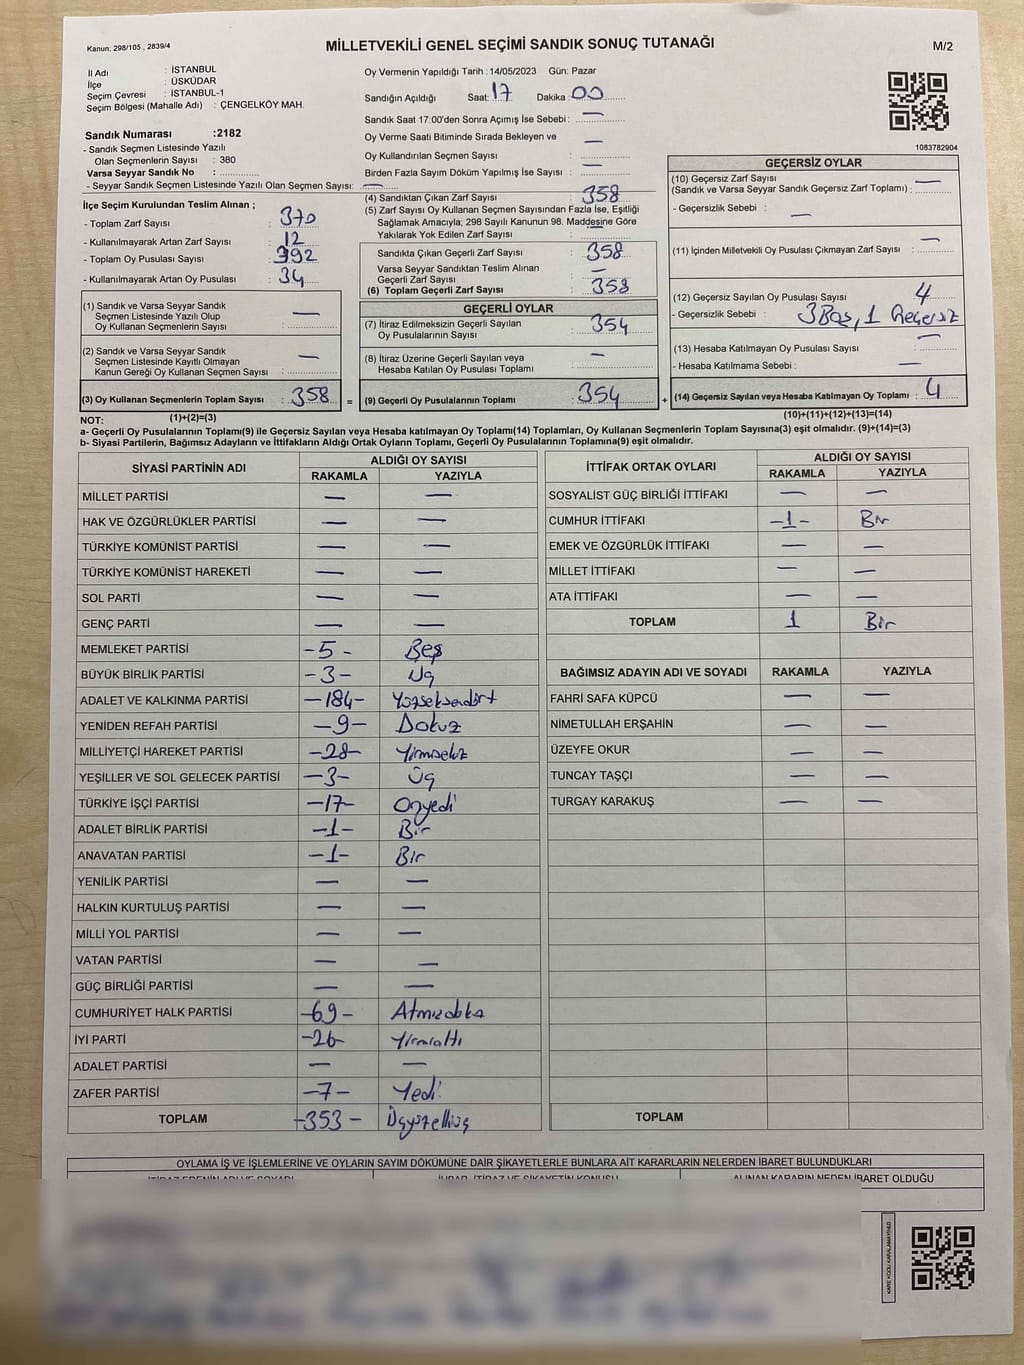 Kanun: 298/105 , 2839/4
MİLLETVEKİLİ GENEL SEÇİMİ SANDIK SONUÇ TUTANAĞI
M/2
İl Adı : İSTANBUL
İlçe : ÜSKÜDAR
Seçim Çevresi : İSTANBUL-1
Seçim Bölgesi (Mahalle Adı) : ÇENGELKÖY MAH.
Sandık Numarası :2182
- Sandık Seçmen Listesinde Yazılı
Olan Seçmenlerin Sayısı : 380
Varsa Seyyar Sandık No :
- Seyyar Sandık Seçmen Listesinde Yazılı Olan Seçmen Sayısı: —
İlçe Seçim Kurulundan Teslim Alınan ;
- Toplam Zarf Sayısı : 370
- Kullanılmayarak Artan Zarf Sayısı : 12
- Toplam Oy Pusulası Sayısı : 392
- Kullanılmayarak Artan Oy Pusulası : 34
(1) Sandık ve Varsa Seyyar Sandık
Seçmen Listesinde Yazılı Olup
Oy Kullanan Seçmenlerin Sayısı : —
(2) Sandık ve Varsa Seyyar Sandık
Seçmen Listesinde Kayıtlı Olmayan
Kanun Gereği Oy Kullanan Seçmen Sayısı : —
(3) Oy Kullanan Seçmenlerin Toplam Sayısı : 358
(1)+(2)=(3)
Oy Vermenin Yapıldığı Tarih : 14/05/2023 Gün: Pazar
Sandığın Açıldığı Saat: 17 Dakika : 00
Sandık Saat 17:00'den Sonra Açımış İse Sebebi : —
Oy Verme Saati Bitiminde Sırada Bekleyen ve
Oy Kullandırılan Seçmen Sayısı : —
Birden Fazla Sayım Döküm Yapılmış İse Sayısı : —
(4) Sandıktan Çıkan Zarf Sayısı : 358
(5) Zarf Sayısı Oy Kullanan Seçmen Sayısından Fazla İse, Eşitliği
Sağlamak Amacıyla; 298 Sayılı Kanunun 98. Maddesine Göre
Yakılarak Yok Edilen Zarf Sayısı : —
Sandıkta Çıkan Geçerli Zarf Sayısı : 358
Varsa Seyyar Sandıktan Teslim Alınan
Geçerli Zarf Sayısı : —
(6) Toplam Geçerli Zarf Sayısı : 358
GEÇERLİ OYLAR
(7) İtiraz Edilmeksizin Geçerli Sayılan
Oy Pusulalarının Sayısı : 354
(8) İtiraz Üzerine Geçerli Sayılan veya
Hesaba Katılan Oy Pusulası Toplamı : —
= (9) Geçerli Oy Pusulalarının Toplamı : 354
1083782904
GEÇERSİZ OYLAR
(10) Geçersiz Zarf Sayısı
(Sandık ve Varsa Seyyar Sandık Geçersiz Zarf Toplamı) : —
- Geçersizlik Sebebi : —
(11) İçinden Milletvekili Oy Pusulası Çıkmayan Zarf Sayısı : —
(12) Geçersiz Sayılan Oy Pusulası Sayısı : 4
- Geçersizlik Sebebi : 3 Boş, 1 Geçersiz
(13) Hesaba Katılmayan Oy Pusulası Sayısı : —
- Hesaba Katılmama Sebebi : —
+ (14) Geçersiz Sayılan veya Hesaba Katılmayan Oy Toplamı : 4
(10)+(11)+(12)+(13)=(14)
NOT:
a- Geçerli Oy Pusulalarının Toplamı(9) ile Geçersiz Sayılan veya Hesaba katılmayan Oy Toplamı(14) Toplamları, Oy Kullanan Seçmenlerin Toplam Sayısına(3) eşit olmalıdır. (9)+(14)=(3)
b- Siyasi Partilerin, Bağımsız Adayların ve İttifakların Aldığı Ortak Oyların Toplamı, Geçerli Oy Pusulalarının Toplamına(9) eşit olmalıdır.
SİYASİ PARTİNİN ADI ALDIĞI OY SAYISI
RAKAMLA YAZIYLA
MİLLET PARTİSİ — —
HAK VE ÖZGÜRLÜKLER PARTİSİ — —
TÜRKİYE KOMÜNİST PARTİSİ — —
TÜRKİYE KOMÜNİST HAREKETİ — —
SOL PARTİ — —
GENÇ PARTİ — —
MEMLEKET PARTİSİ -5- Beş
BÜYÜK BİRLİK PARTİSİ -3- Üç
ADALET VE KALKINMA PARTİSİ -184- Yüzseksendört
YENİDEN REFAH PARTİSİ -9- Dokuz
MİLLİYETÇİ HAREKET PARTİSİ -28- Yirmisekiz
YEŞİLLER VE SOL GELECEK PARTİSİ -3- Üç
TÜRKİYE İŞÇİ PARTİSİ -17- Onyedi
ADALET BİRLİK PARTİSİ -1- Bir
ANAVATAN PARTİSİ -1- Bir
YENİLİK PARTİSİ — —
HALKIN KURTULUŞ PARTİSİ — —
MİLLİ YOL PARTİSİ — —
VATAN PARTİSİ — —
GÜÇ BİRLİĞİ PARTİSİ — —
CUMHURİYET HALK PARTİSİ -69- Atmışdokuz
İYİ PARTİ -26- Yirmialtı
ADALET PARTİSİ — —
ZAFER PARTİSİ -7- Yedi
TOPLAM -353- Üçyüzelliüç
İTTİFAK ORTAK OYLARI ALDIĞI OY SAYISI
RAKAMLA YAZIYLA
SOSYALİST GÜÇ BİRLİĞİ İTTİFAKI — —
CUMHUR İTTİFAKI -1- Bir
EMEK VE ÖZGÜRLÜK İTTİFAKI — —
MİLLET İTTİFAKI — —
ATA İTTİFAKI — —
TOPLAM 1 Bir
BAĞIMSIZ ADAYIN ADI VE SOYADI RAKAMLA YAZIYLA
FAHRİ SAFA KÜPCÜ — —
NİMETULLAH ERŞAHİN — —
ÜZEYFE OKUR — —
TUNCAY TAŞÇI — —
TURGAY KARAKUŞ — —
TOPLAM
OYLAMA İŞ VE İŞLEMLERİNE VE OYLARIN SAYIM DÖKÜMÜNE DAİR ŞİKAYETLERLE BUNLARA AİT KARARLARIN NELERDEN İBARET BULUNDUKLARI
İTİRAZ EDENİN ADI VE SOYADI İHBAR, İTİRAZ VE ŞİKAYETİN KONUSU ALINAN KARARIN NEDEN İBARET OLDUĞU
KARE KODU KARALAMAYINIZ!